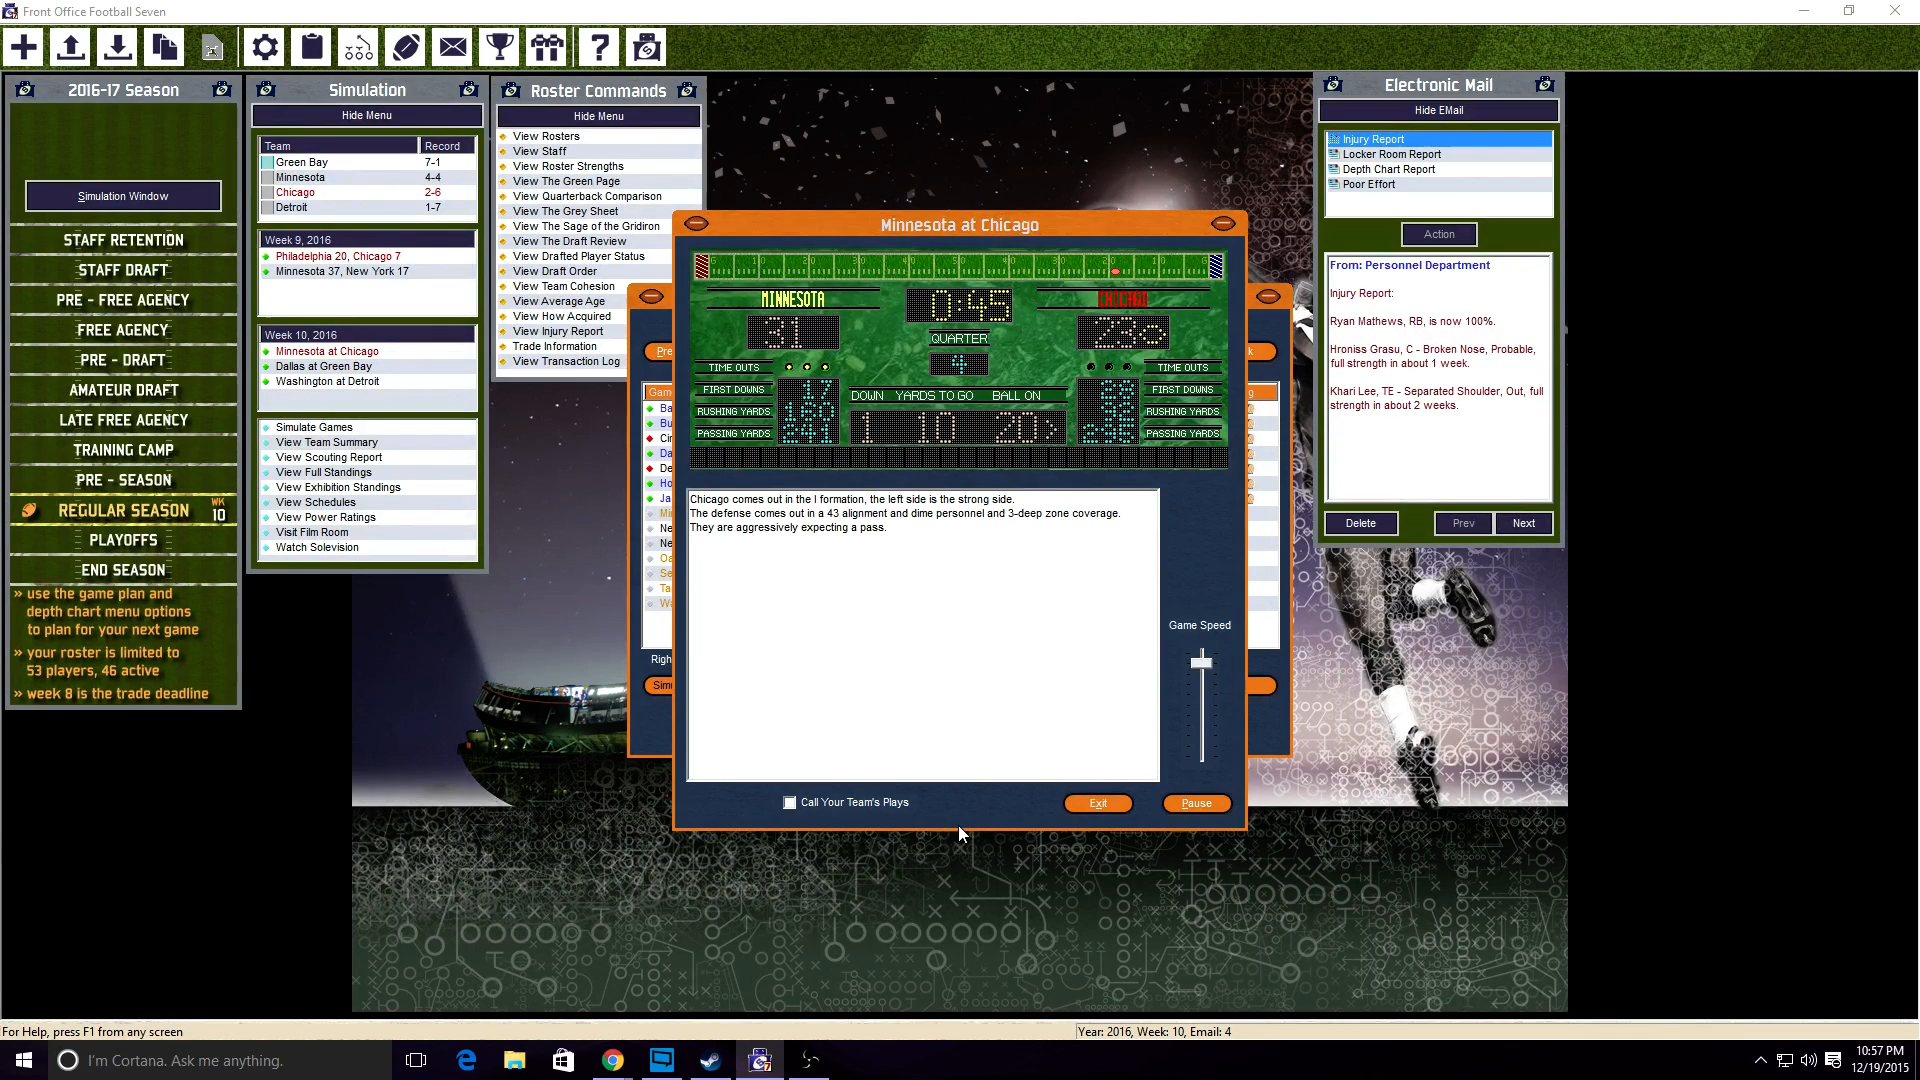 Front Office Football Seven
2016-17 Season
Simulation Window
STAFF RETENTION
STAFF DRAFT
PRE - FREE AGENCY
FREE AGENCY
PRE - DRAFT
AMATEUR DRAFT
LATE FREE AGENCY
TRAINING CAMP
PRE - SEASON
REGULAR SEASON WK 10
PLAYOFFS
END SEASON
» use the game plan and
depth chart menu options
to plan for your next game
» your roster is limited to
53 players, 46 active
» week 8 is the trade deadline
Simulation
Hide Menu
Team Record
Green Bay 7-1
Minnesota 4-4
Chicago 2-6
Detroit 1-7
Week 9, 2016
Philadelphia 20, Chicago 7
Minnesota 37, New York 17
Week 10, 2016
Minnesota at Chicago
Dallas at Green Bay
Washington at Detroit
Simulate Games
View Team Summary
View Scouting Report
View Full Standings
View Exhibition Standings
View Schedules
View Power Ratings
Visit Film Room
Watch Solevision
Roster Commands
Hide Menu
View Rosters
View Staff
View Roster Strengths
View The Green Page
View Quarterback Comparison
View The Grey Sheet
View The Sage of the Gridiron
View The Draft Review
View Drafted Player Status
View Draft Order
View Team Cohesion
View Average Age
View How Acquired
View Injury Report
Trade Information
View Transaction Log
Minnesota at Chicago
MINNESOTA 0:45 CHICAGO
31 QUARTER 23
4
TIME OUTS TIME OUTS
FIRST DOWNS 17 FIRST DOWNS
DOWN YARDS TO GO BALL ON
RUSHING YARDS RUSHING YARDS
1 10 20>
PASSING YARDS PASSING YARDS
Chicago comes out in the I formation, the left side is the strong side.
The defense comes out in a 43 alignment and dime personnel and 3-deep zone coverage.
They are aggressively expecting a pass.
Game Speed
Call Your Team's Plays
Exit
Pause
Electronic Mail
Hide EMail
Injury Report
Locker Room Report
Depth Chart Report
Poor Effort
Action
From: Personnel Department
Injury Report:
Ryan Mathews, RB, is now 100%.
Hroniss Grasu, C - Broken Nose, Probable,
full strength in about 1 week.
Khari Lee, TE - Separated Shoulder, Out, full
strength in about 2 weeks.
Delete
Prev
Next
For Help, press F1 from any screen
Year: 2016, Week: 10, Email: 4
I'm Cortana. Ask me anything.
10:57 PM
12/19/2015